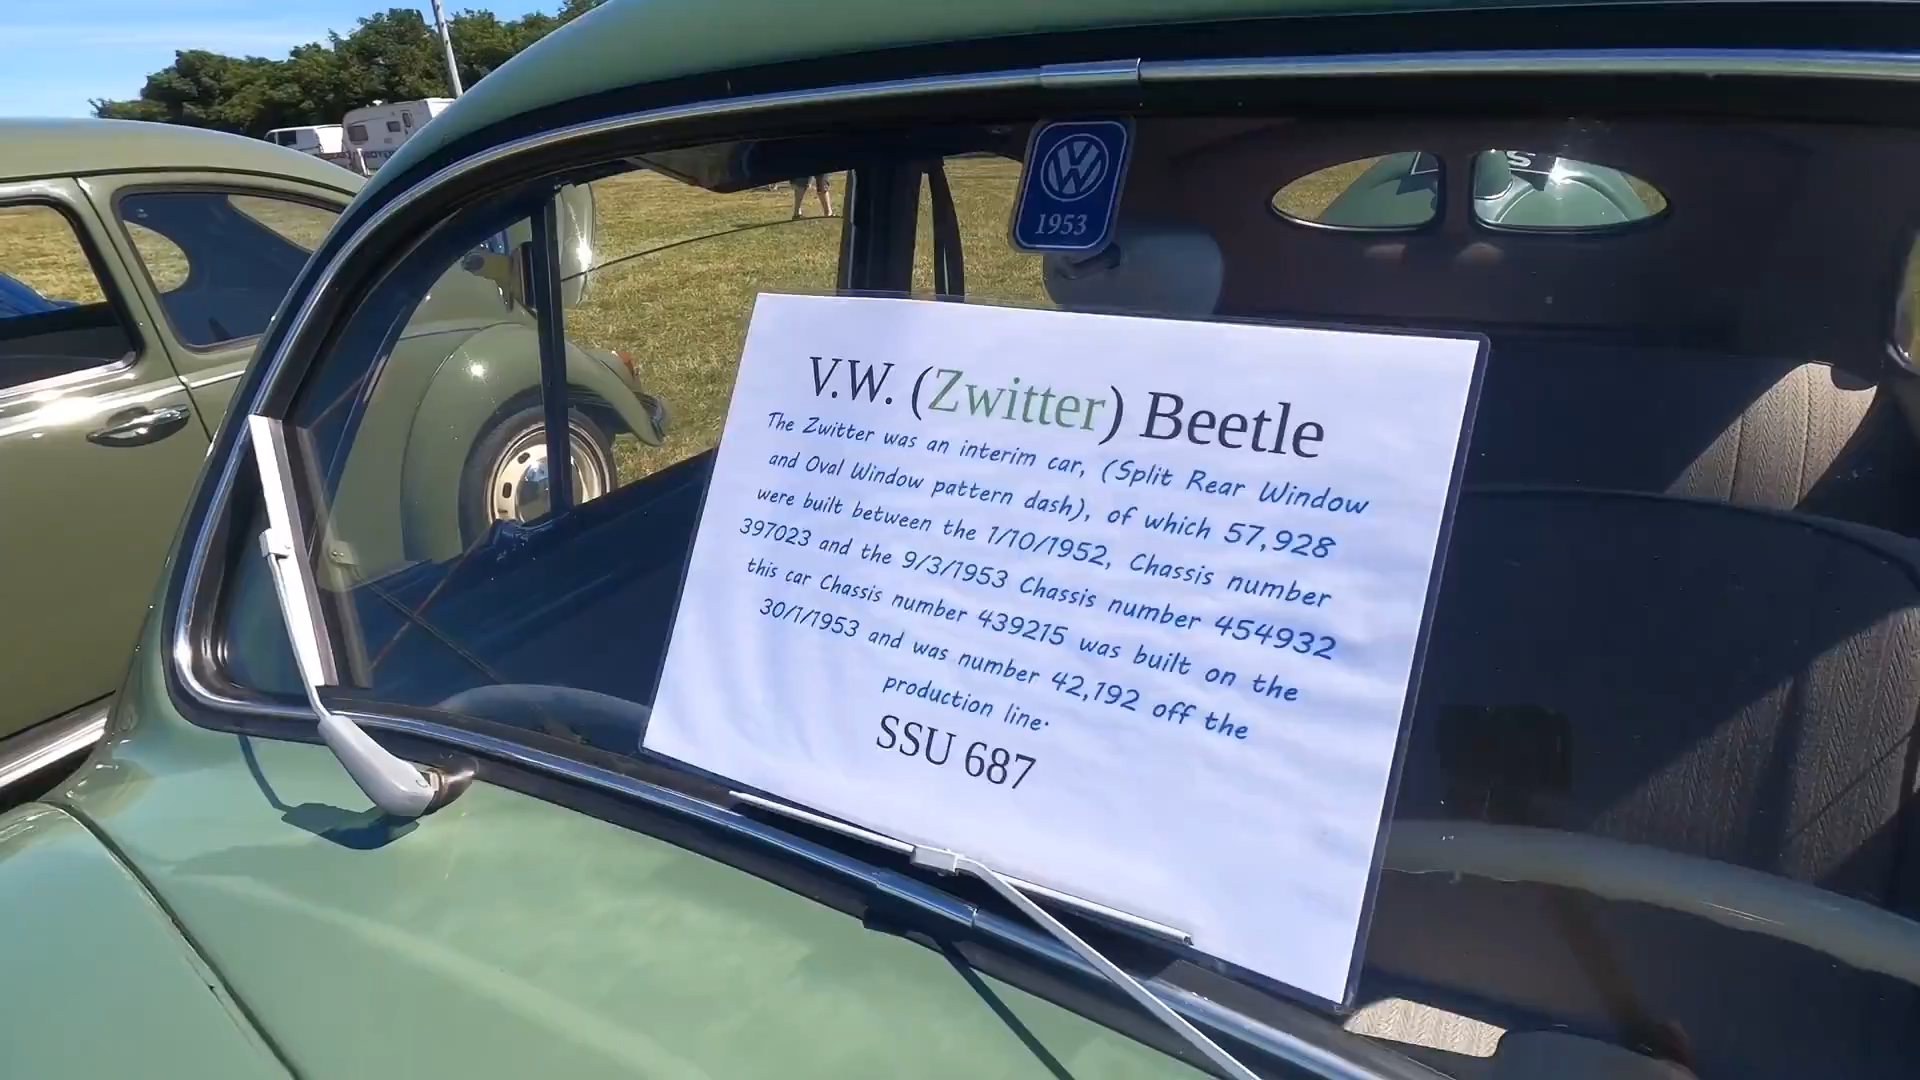 VW
1953
V.W. (Zwitter) Beetle
The Zwitter was an interim car, (Split Rear Window
and Oval Window pattern dash), of which 57,928
were built between the 1/10/1952, Chassis number
397023 and the 9/3/1953 Chassis number 454932
this car Chassis number 439215 was built on the
30/1/1953 and was number 42,192 off the
production line.
SSU 687